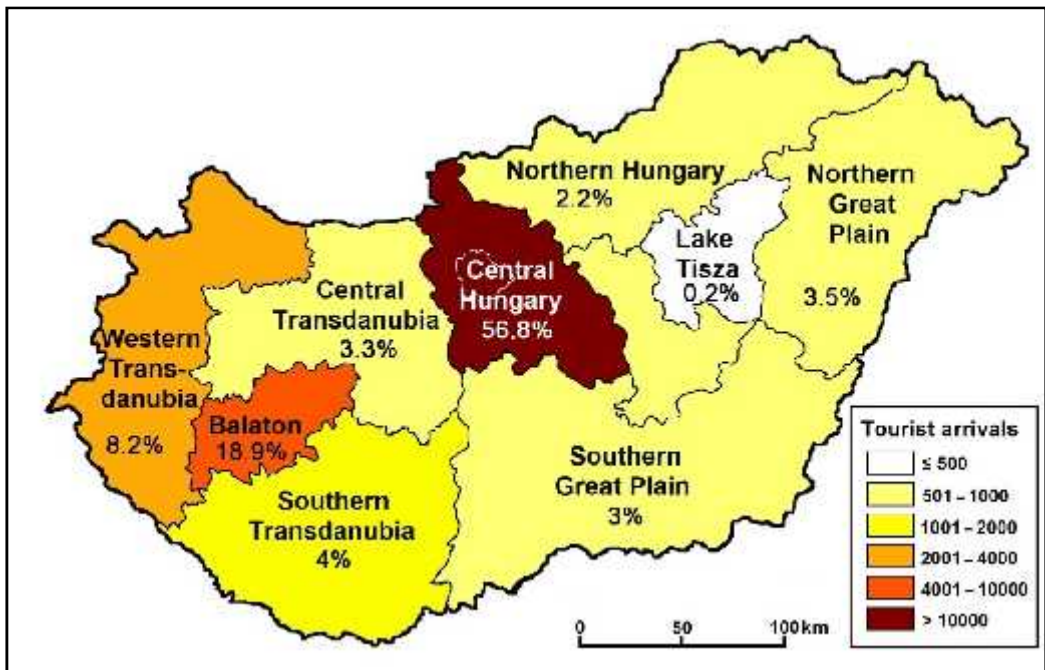 Northern Hungary
2.2%
Northern
Great
Plain
3.5%
Lake
Tisza
0.2%
Central
Hungary
56.8%
Central
Transdanubia
3.3%
Western
Trans-
danubia
8.2%
Balaton
18.9%
Southern
Transdanubia
4%
Southern
Great Plain
3%
Tourist arrivals
≤ 500
501 – 1000
1001 – 2000
2001 – 4000
4001 – 10000
> 10000
0 50 100km